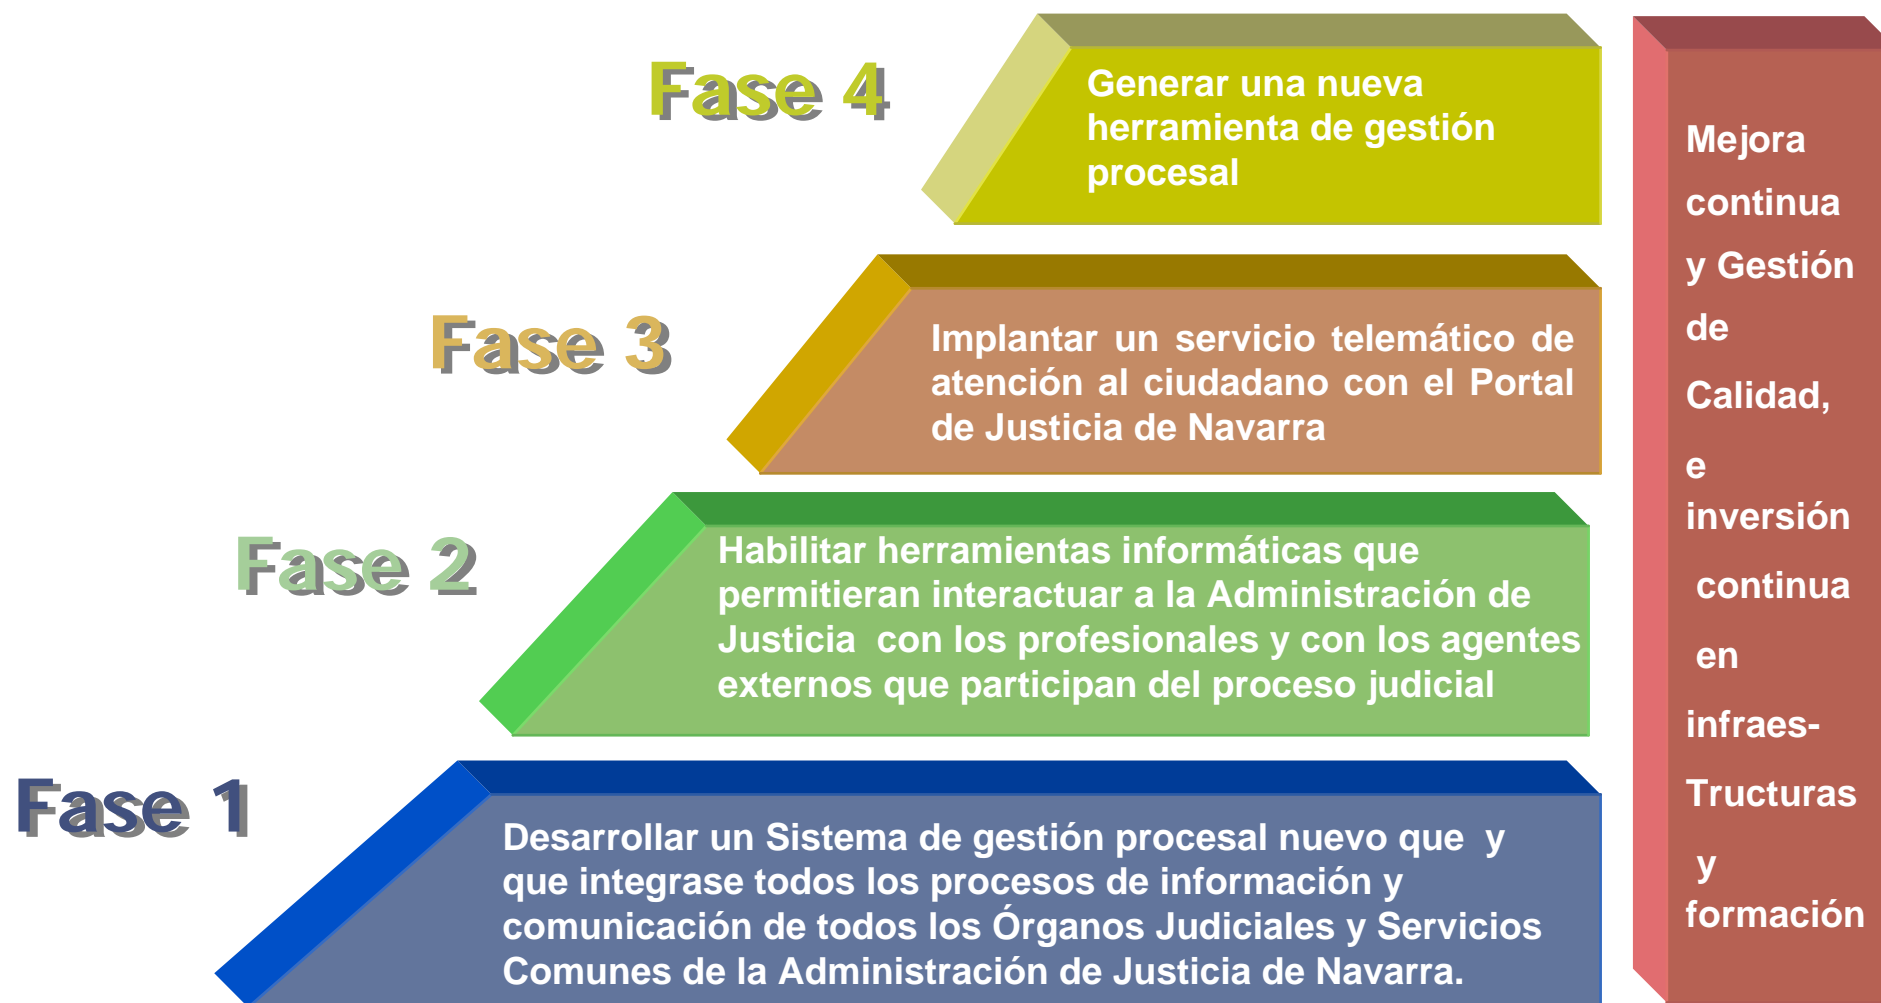 Fase 4
Generar una nueva
herramienta de gestión
procesal
Fase 3
Implantar un servicio telemático de
atención al ciudadano con el Portal
de Justicia de Navarra
Fase 2
Habilitar herramientas informáticas que
permitieran interactuar a la Administración de
Justicia  con los profesionales y con los agentes
externos que participan del proceso judicial
Fase 1
Desarrollar un Sistema de gestión procesal nuevo que  y
que integrase todos los procesos de información y
comunicación de todos los Órganos Judiciales y Servicios
Comunes de la Administración de Justicia de Navarra.
Mejora
continua
y Gestión
de
Calidad,
e
inversión
continua
en
infraes-
Tructuras
y
formación